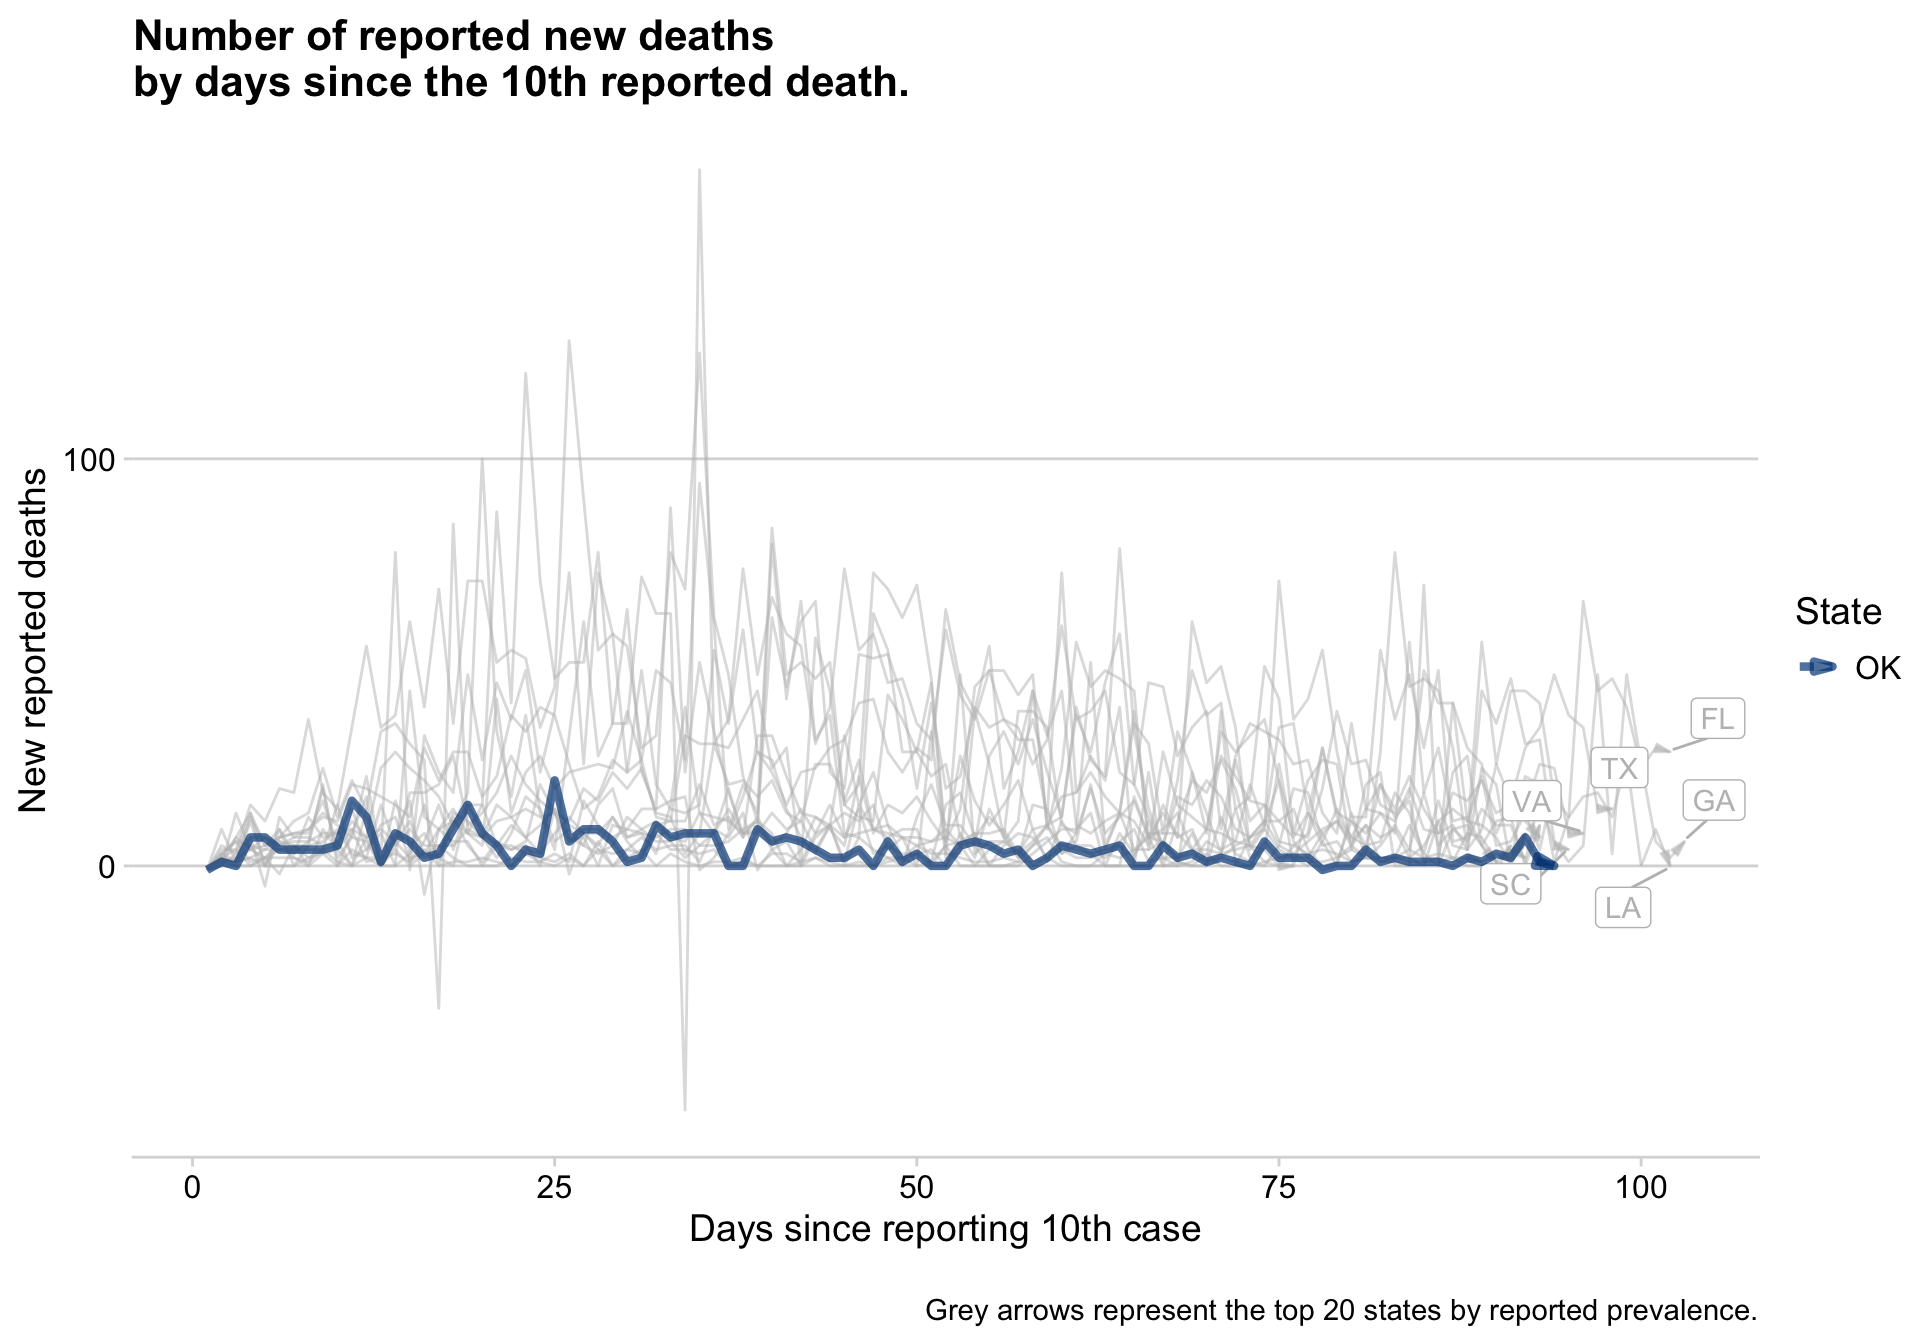 Number of reported new deaths
by days since the 10th reported death.
New reported deaths
100
0
0
25
50
75
100
Days since reporting 10th case
State
OK
FL
TX
VA
GA
SC
LA
Grey arrows represent the top 20 states by reported prevalence.